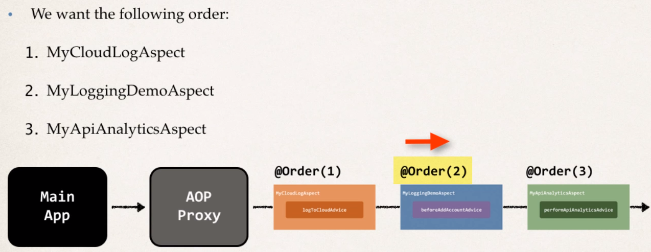 • We want the following order:
1. MyCloudLogAspect
2. MyLoggingDemoAspect
3. MyApiAnalyticsAspect
@Order(1) @Order(2) @Order(3)
Main App
AOP Proxy
MyCloudLogAspect
logToCloudAdvice
MyLoggingDemoAspect
beforeAddAccountAdvice
MyApiAnalyticsAspect
performApiAnalyticsAdvice